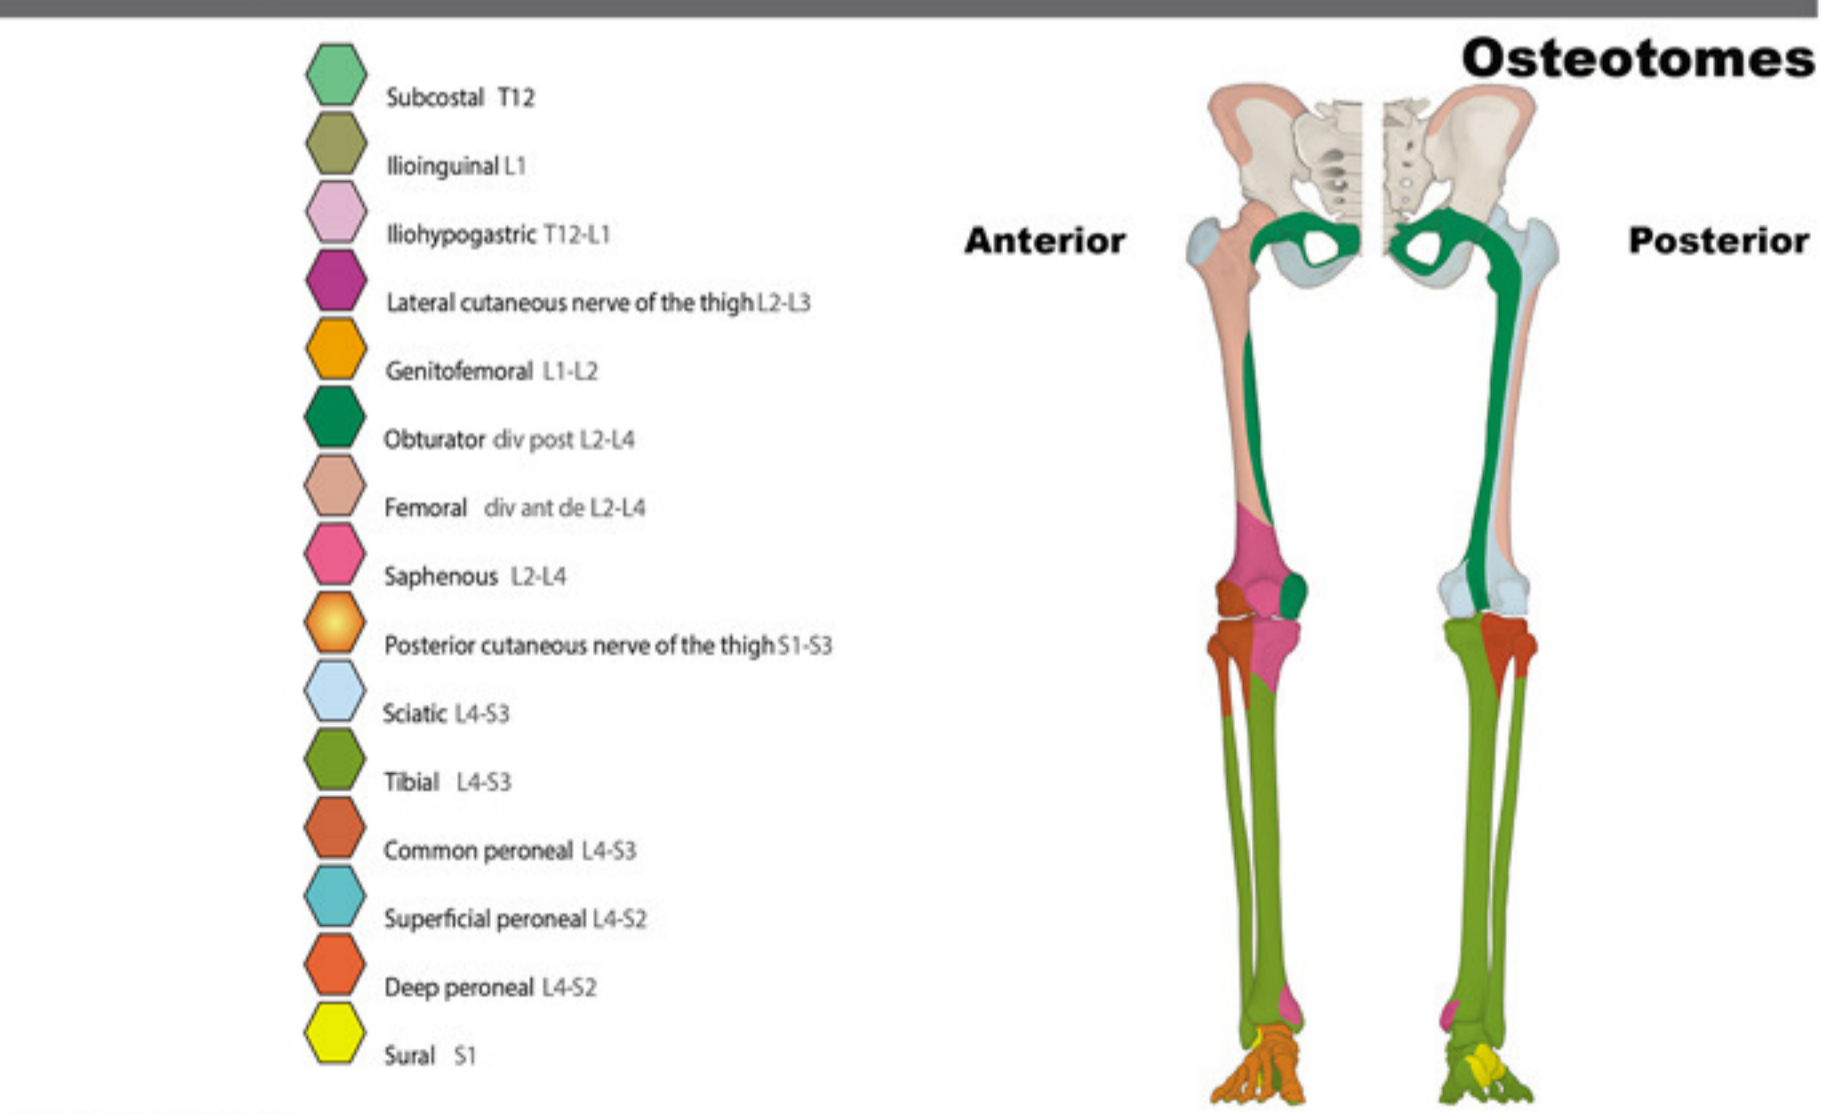 Osteotomes
Subcostal T12
Ilioinguinal L1
Iliohypogastric T12-L1
Lateral cutaneous nerve of the thigh L2-L3
Genitofemoral L1-L2
Obturator div post L2-L4
Femoral div ant de L2-L4
Saphenous L2-L4
Posterior cutaneous nerve of the thigh S1-S3
Sciatic L4-S3
Tibial L4-S3
Common peroneal L4-S3
Superficial peroneal L4-S2
Deep peroneal L4-S2
Sural S1
Anterior
Posterior